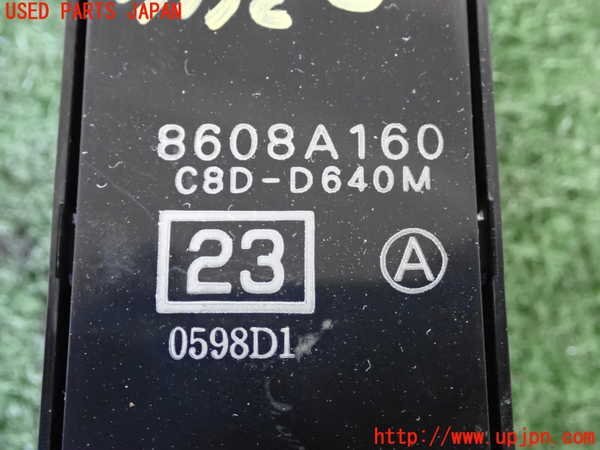 USED PARTS JAPAN
8608A160
C8D-D640M
23
A
0598D1
http://www.upjpn.com/